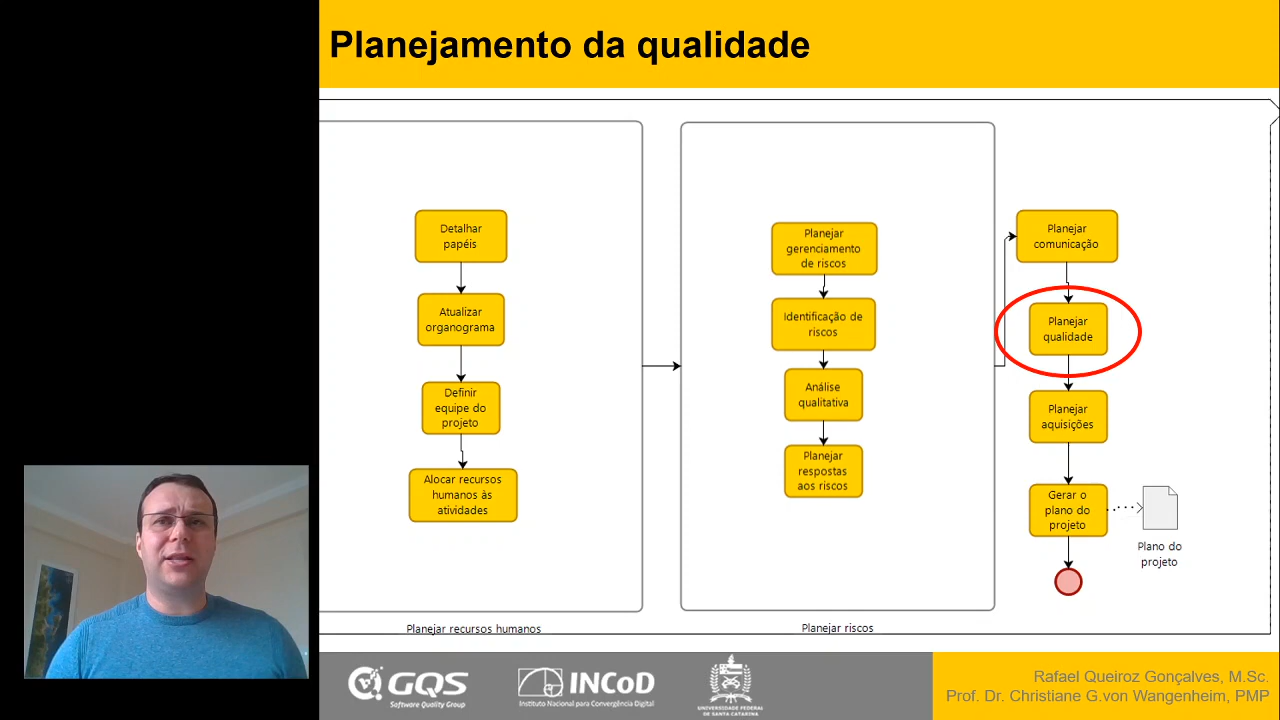 Planejamento da qualidade
Detalhar
papéis
Atualizar
organograma
Definir
equipe do
projeto
Alocar recursos
humanos às
atividades
Planejar recursos humanos
Planejar
gerenciamento
de riscos
Identificação de
riscos
Análise
qualitativa
Planejar
respostas
aos riscos
Planejar riscos
Planejar
comunicação
Planejar
qualidade
Planejar
aquisições
Gerar o
plano do
projeto
Plano do
projeto
GQS
Software Quality Group
INCoD
Instituto Nacional para Convergência Digital
UNIVERSIDADE FEDERAL
DE SANTA CATARINA
Rafael Queiroz Gonçalves, M.Sc.
Prof. Dr. Christiane G.von Wangenheim, PMP